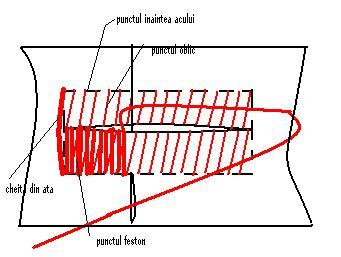 punctul inaintea acului
punctul oblic
cheita din ata
punctul feston